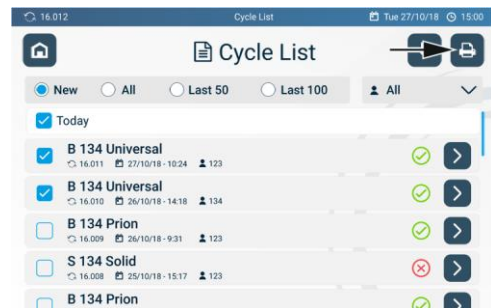 16.012 Cycle List Tue 27/10/18 15:00
Cycle List
New All Last 50 Last 100 All
Today
B 134 Universal
16.011 27/10/18 - 10:24 123
B 134 Universal
16.010 26/10/18 - 14:18 134
B 134 Prion
16.009 26/10/18 - 9:31 123
S 134 Solid
16.008 25/10/18 - 15:17 123
B 134 Prion